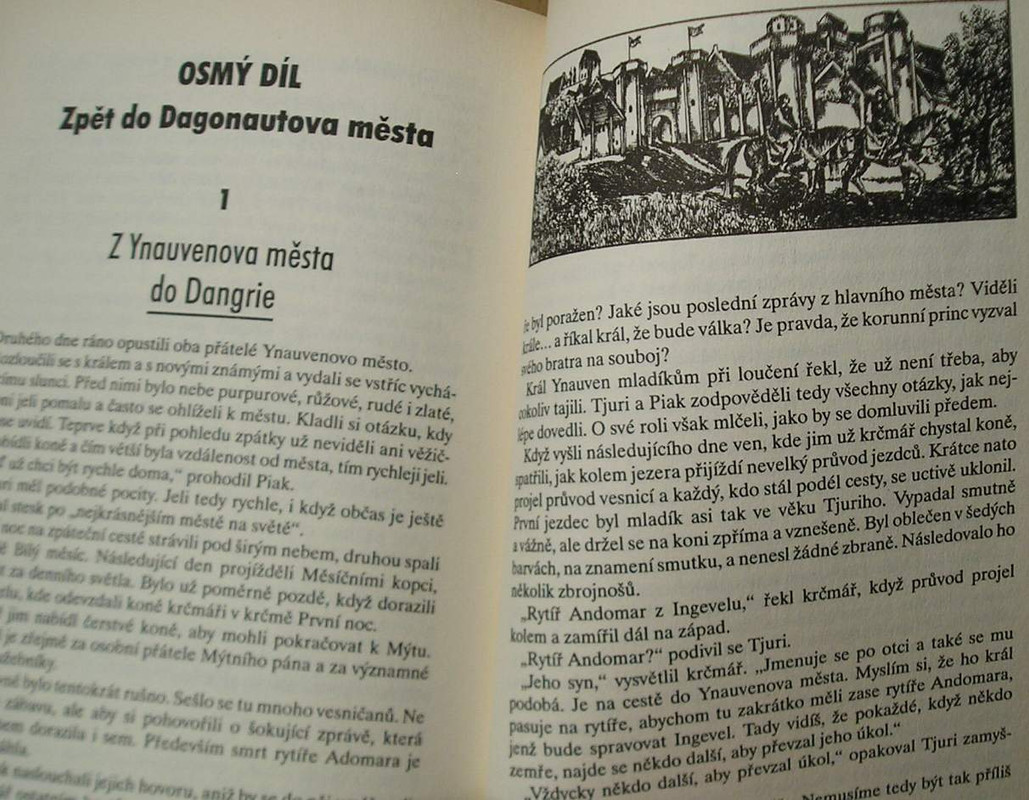 OSMÝ DÍL
Zpět do Dagonautova města
1
Z Ynauvenova města
do Dangrie
Druhého dne ráno opustili oba přátelé Ynauvenovo město.
se s králem a s novými známými a vydali se vstříc vychá-
slunci. Před nimi bylo nebe purpurové, růžové, rudé i zlaté,
jeli pomalu a často se ohlíželi k městu. Kladli si otázku, kdy
se uvidí. Teprve když při pohledu zpátky už neviděli ani věžič-
koně a čím větší byla vzdálenost od města, tím rychleji jeli.
už chci být rychle doma,“ prohodil Piak.
měl podobné pocity. Jeli tedy rychle, i když občas je ještě
stesk po „nejkrásnějším městě na světě“.
noc na zpáteční cestě strávili pod širým nebem, druhou spali
Bílý měsíc. Následující den projížděli Měsíčními kopci,
za denního světla. Bylo už poměrně pozdě, když dorazili
kde odevzdali koně krčmáři v krčmě První noc.
jim nabídl čerstvé koně, aby mohli pokračovat k Mýtu.
je zřejmě za osobní přátele Mýtního pána a za významné
bylo tentokrát rušno. Sešlo se tu mnoho vesničanů. Ne
zábavu, ale aby si pohovořili o šokující zprávě, která
dorazila i sem. Především smrt rytíře Adomara je
naslouchali jejich hovoru, aniž by se do
je byl poražen? Jaké jsou poslední zprávy z hlavního města? Viděli
krále... a říkal král, že bude válka? Je pravda, že korunní princ vyzval
svého bratra na souboj?
Král Ynauven mladíkům při loučení řekl, že už není třeba, aby
cokoliv tajili. Tjuri a Piak zodpověděli tedy všechny otázky, jak nej-
lépe dovedli. O své roli však mlčeli, jako by se domluvili předem.
Když vyšli následujícího dne ven, kde jim už krčmář chystal koně,
spatřili, jak kolem jezera přijíždí nevelký průvod jezdců. Krátce nato
projel průvod vesnicí a každý, kdo stál podél cesty, se uctivě uklonil.
První jezdec byl mladík asi tak ve věku Tjuriho. Vypadal smutně
a vážně, ale držel se na koni zpříma a vznešeně. Byl oblečen v šedých
barvách, na znamení smutku, a nenesl žádné zbraně. Následovalo ho
několik zbrojnošů.
„Rytíř Andomar z Ingevelu,“ řekl krčmář, když průvod projel
kolem a zamířil dál na západ.
„Rytíř Andomar?“ podivil se Tjuri.
„Jeho syn,“ vysvětlil krčmář. „Jmenuje se po otci a také se mu
podobá. Je na cestě do Ynauvenova města. Myslím si, že ho král
pasuje na rytíře, abychom tu zakrátko měli zase rytíře Andomara,
jenž bude spravovat Ingevel. Tady vidíš, že pokaždé, když někdo
zemře, najde se někdo další, aby převzal jeho úkol.“
„Vždycky někdo další, aby převzal úkol,“ opakoval Tjuri zamyš-
Nemusíme tedy být tak příliš